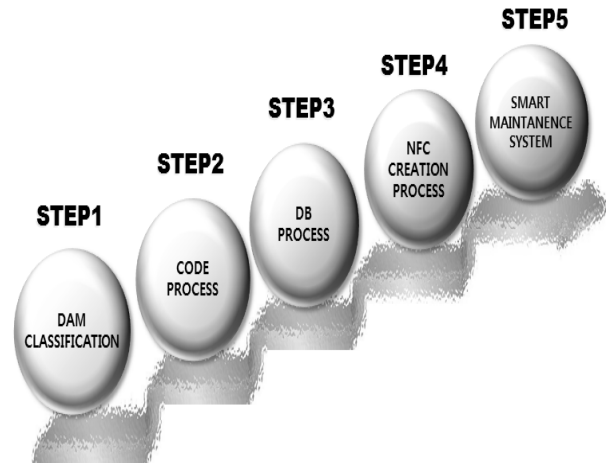 STEP1
DAM
CLASSIFICATION
STEP2
CODE
PROCESS
STEP3
DB
PROCESS
STEP4
NFC
CREATION
PROCESS
STEP5
SMART
MAINTANENCE
SYSTEM